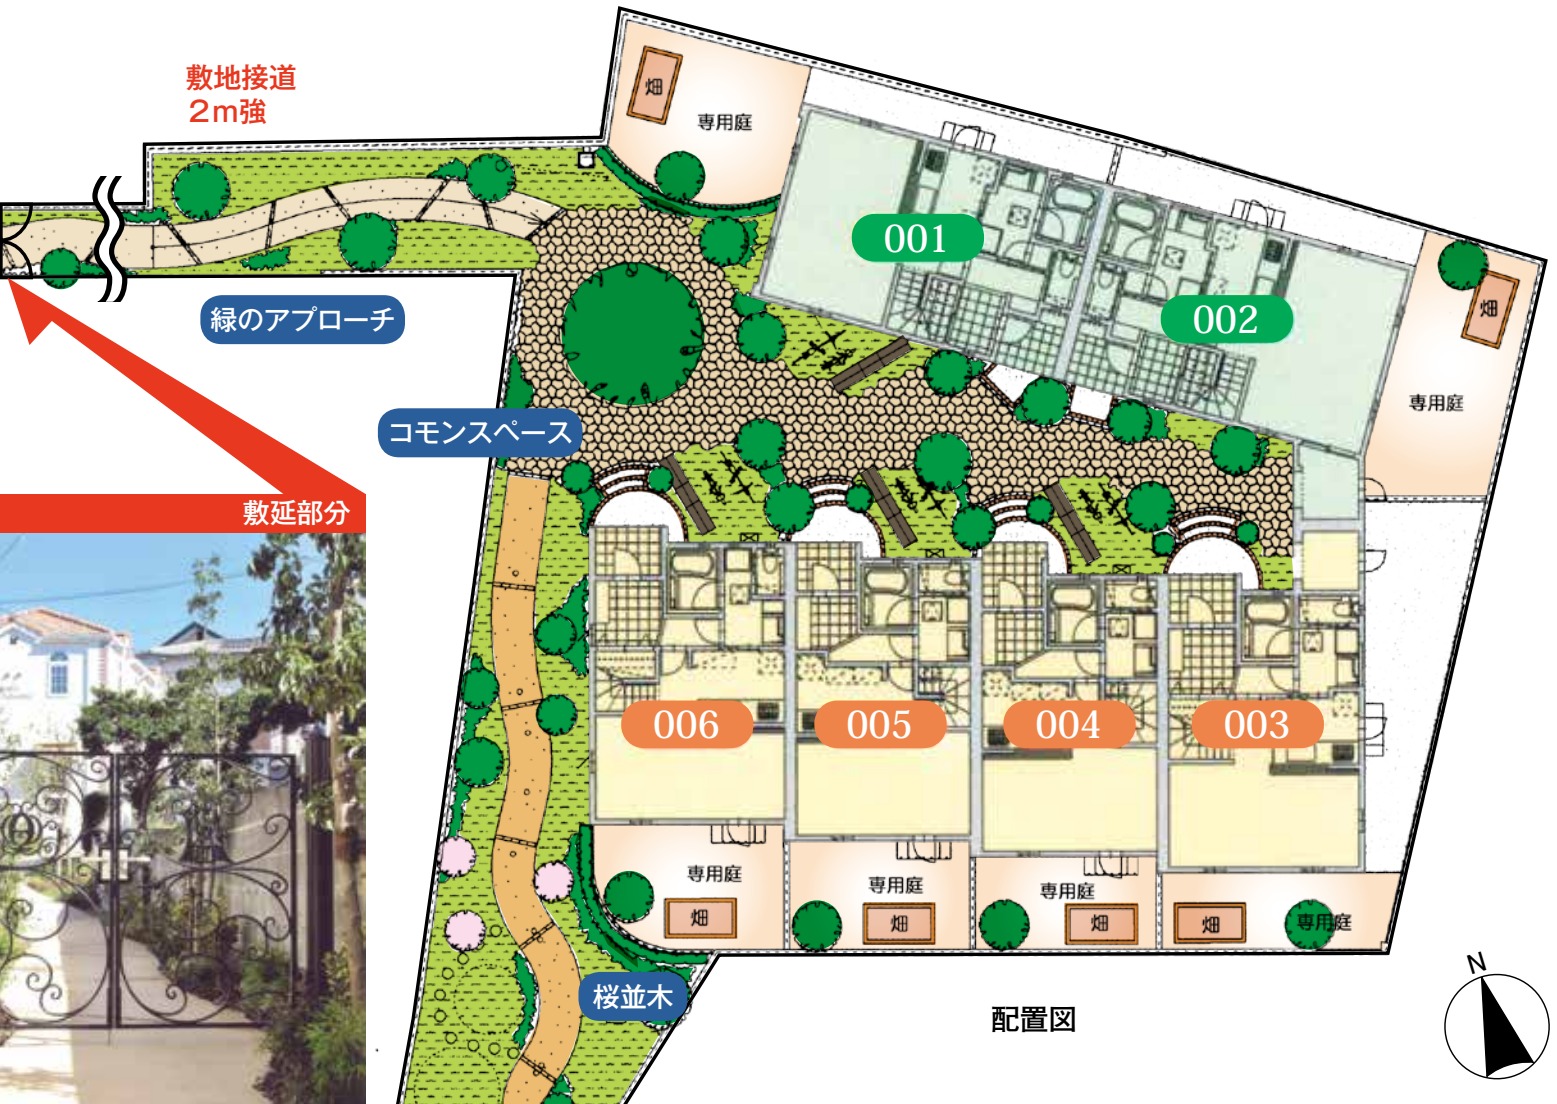 敷地接道
2m強
畑
専用庭
001
002
畑
専用庭
緑のアプローチ
コモンスペース
敷延部分
006
005
004
003
専用庭
畑
専用庭
畑
専用庭
畑
畑
専用庭
桜並木
配置図
N